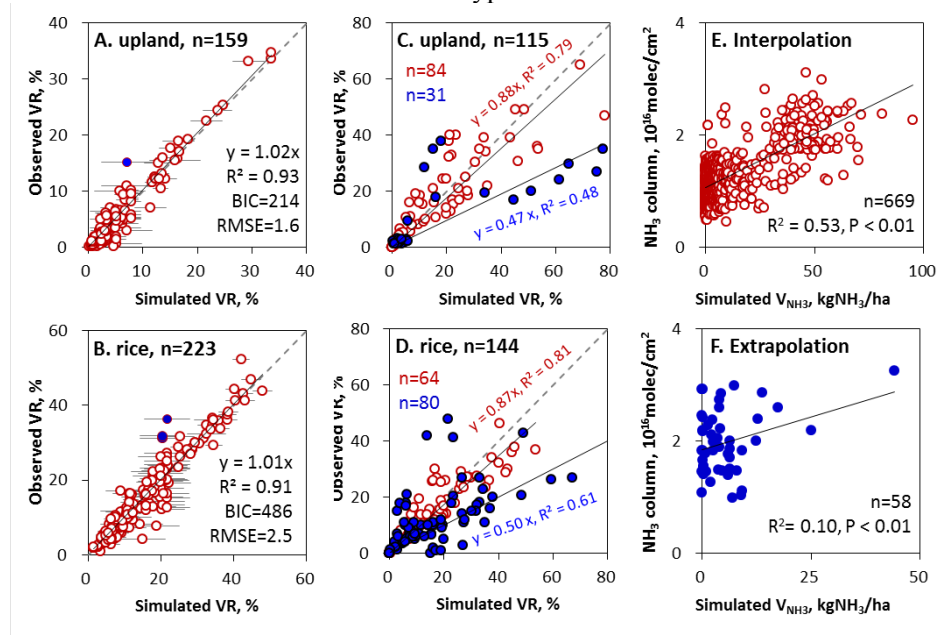 yp
A. upland, n=159
Observed VR, %
40
30
20
10
0
y = 1.02x
R² = 0.93
BIC=214
RMSE=1.6
0 10 20 30 40
Simulated VR, %
C. upland, n=115
Observed VR, %
80
60
40
20
0
n=84
n=31
y = 0.88x, R² = 0.79
y = 0.47x, R² = 0.48
0 20 40 60 80
Simulated VR, %
E. Interpolation
NH₃ column, 10¹⁶molec/cm²
4
2
0
n=669
R² = 0.53, P < 0.01
0 50 100
Simulated V_NH3, kgNH₃/ha
B. rice, n=223
Observed VR, %
60
40
20
0
y = 1.01x
R² = 0.91
BIC=486
RMSE=2.5
0 20 40 60
Simulated VR, %
D. rice, n=144
Observed VR, %
80
60
40
20
0
n=64
n=80
y = 0.87x, R² = 0.81
y = 0.50 x, R² = 0.61
0 20 40 60 80
Simulated VR, %
F. Extrapolation
NH₃ column, 10¹⁶molec/cm²
4
2
0
n=58
R²= 0.10, P < 0.01
0 25 50
Simulated V_NH3, kgNH₃/ha